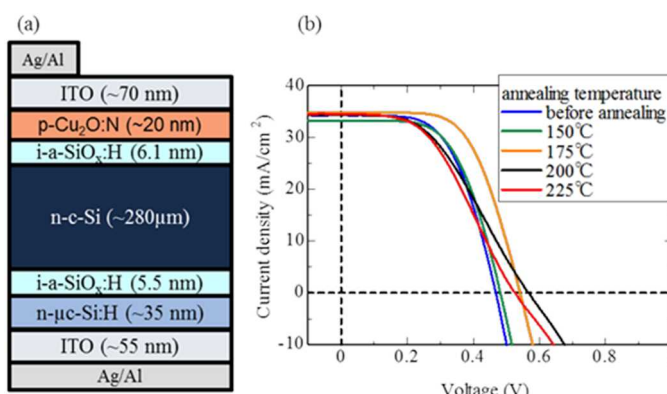 (a)
Ag/Al
ITO (~70 nm)
p-Cu₂O:N (~20 nm)
i-a-SiOₓ:H (6.1 nm)
n-c-Si (~280μm)
i-a-SiOₓ:H (5.5 nm)
n-μc-Si:H (~35 nm)
ITO (~55 nm)
Ag/Al
(b)
40
30
20
10
0
-10
Current density (mA/cm²)
annealing temperature
before annealing
150℃
175℃
200℃
225℃
0 0.2 0.4 0.6 0.8
Voltage (V)